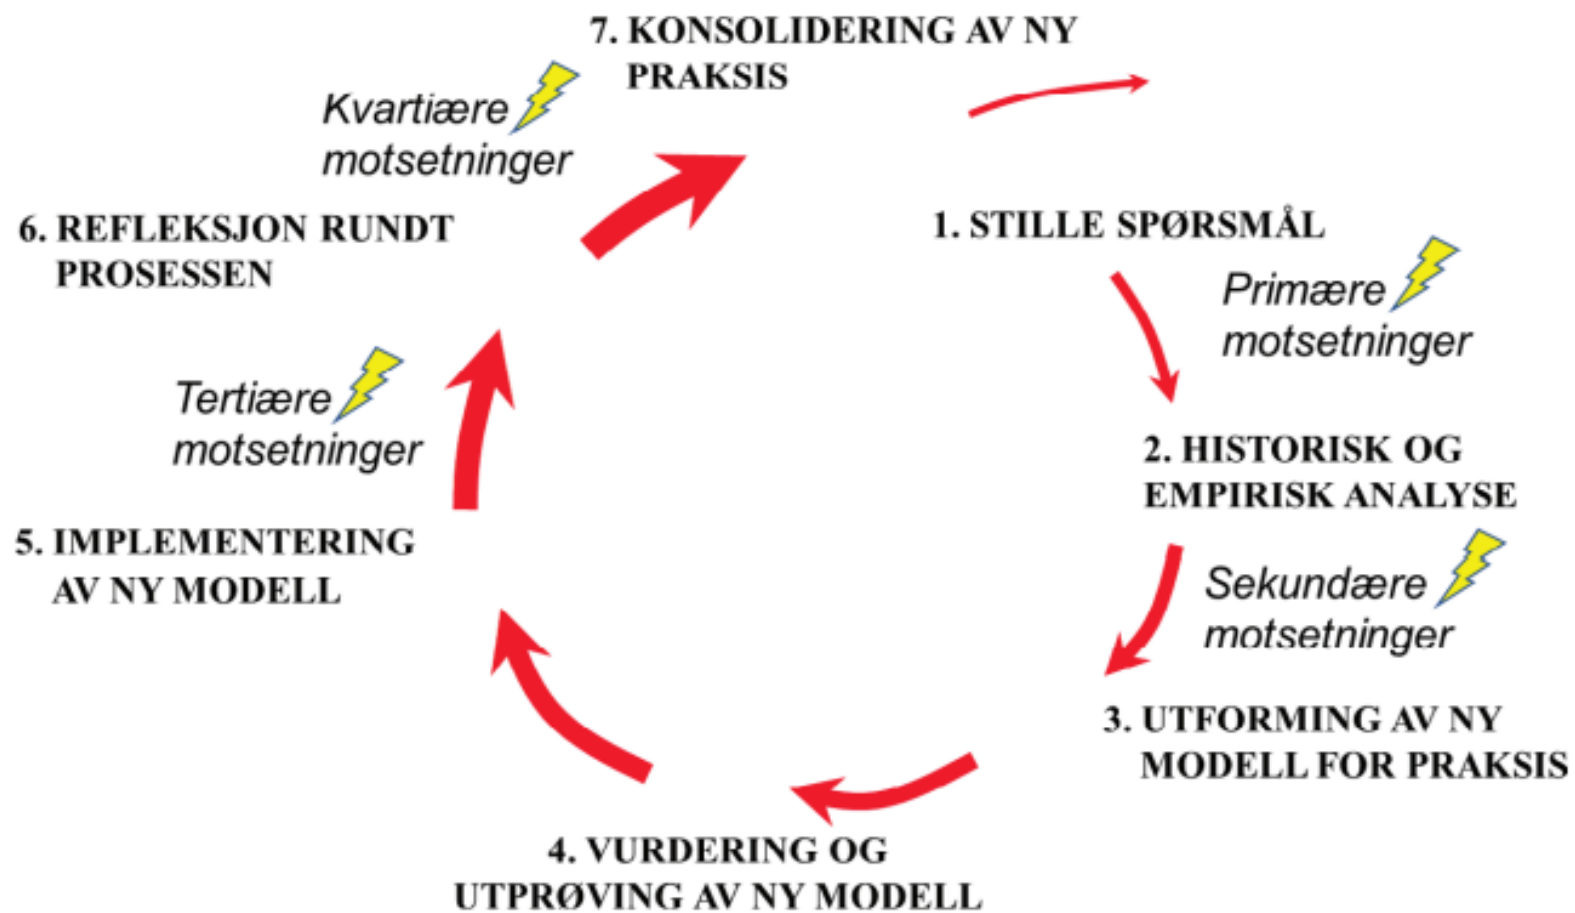 7. KONSOLIDERING AV NY
PRAKSIS
Kvartiære
motsetninger
6. REFLEKSJON RUNDT
PROSESSEN
1. STILLE SPØRSMÅL
Primære
motsetninger
Tertiære
motsetninger
2. HISTORISK OG
EMPIRISK ANALYSE
5. IMPLEMENTERING
AV NY MODELL
Sekundære
motsetninger
3. UTFORMING AV NY
MODELL FOR PRAKSIS
4. VURDERING OG
UTPRØVING AV NY MODELL